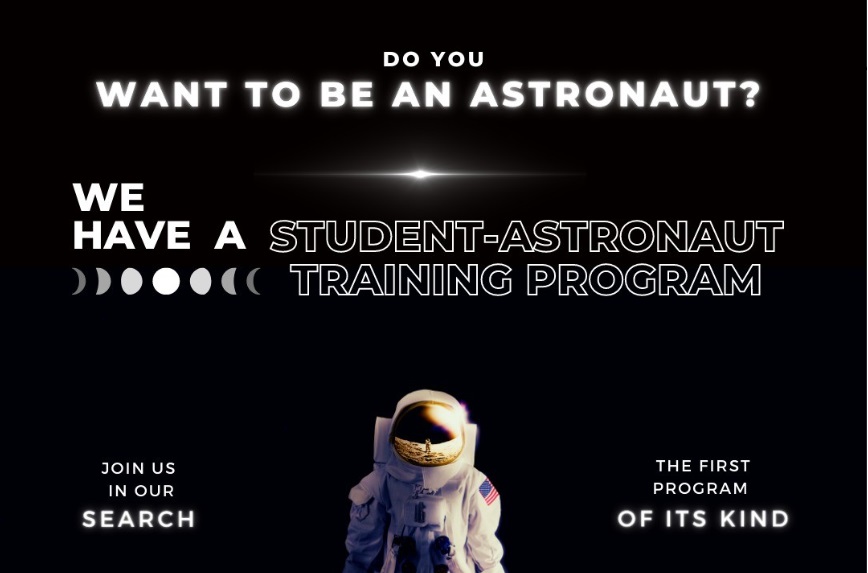 DO YOU
WANT TO BE AN ASTRONAUT?
WE
HAVE A STUDENT-ASTRONAUT
TRAINING PROGRAM
JOIN US
IN OUR
SEARCH
THE FIRST
PROGRAM
OF ITS KIND